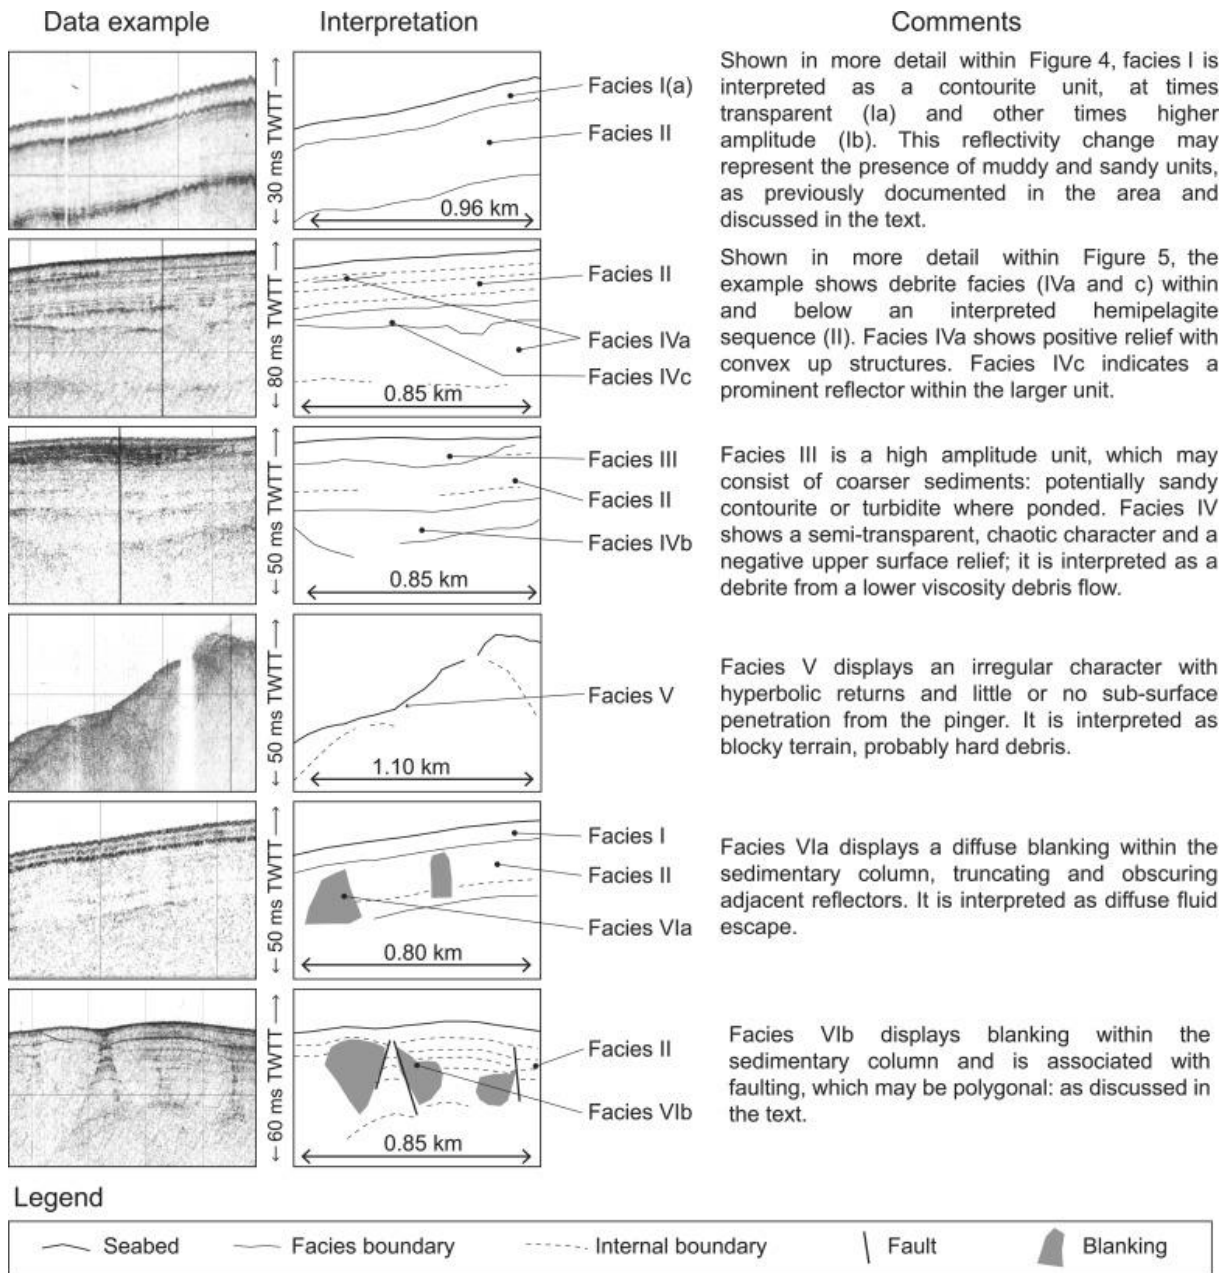 Data example
Interpretation
Comments
← 30 ms TWTT →
0.96 km
Facies I(a)
Facies II
Shown in more detail within Figure 4, facies I is
interpreted as a contourite unit, at times
transparent (Ia) and other times higher
amplitude (Ib). This reflectivity change may
represent the presence of muddy and sandy units,
as previously documented in the area and
discussed in the text.
← 80 ms TWTT →
0.85 km
Facies II
Facies IVa
Facies IVc
Shown in more detail within Figure 5, the
example shows debrite facies (IVa and c) within
and below an interpreted hemipelagite
sequence (II). Facies IVa shows positive relief with
convex up structures. Facies IVc indicates a
prominent reflector within the larger unit.
← 50 ms TWTT →
0.85 km
Facies III
Facies II
Facies IVb
Facies III is a high amplitude unit, which may
consist of coarser sediments: potentially sandy
contourite or turbidite where ponded. Facies IV
shows a semi-transparent, chaotic character and a
negative upper surface relief; it is interpreted as a
debrite from a lower viscosity debris flow.
← 50 ms TWTT →
1.10 km
Facies V
Facies V displays an irregular character with
hyperbolic returns and little or no sub-surface
penetration from the pinger. It is interpreted as
blocky terrain, probably hard debris.
← 50 ms TWTT →
0.80 km
Facies I
Facies II
Facies VIa
Facies VIa displays a diffuse blanking within the
sedimentary column, truncating and obscuring
adjacent reflectors. It is interpreted as diffuse fluid
escape.
← 60 ms TWTT →
0.85 km
Facies II
Facies VIb
Facies VIb displays blanking within the
sedimentary column and is associated with
faulting, which may be polygonal: as discussed in
the text.
Legend
Seabed
Facies boundary
Internal boundary
Fault
Blanking